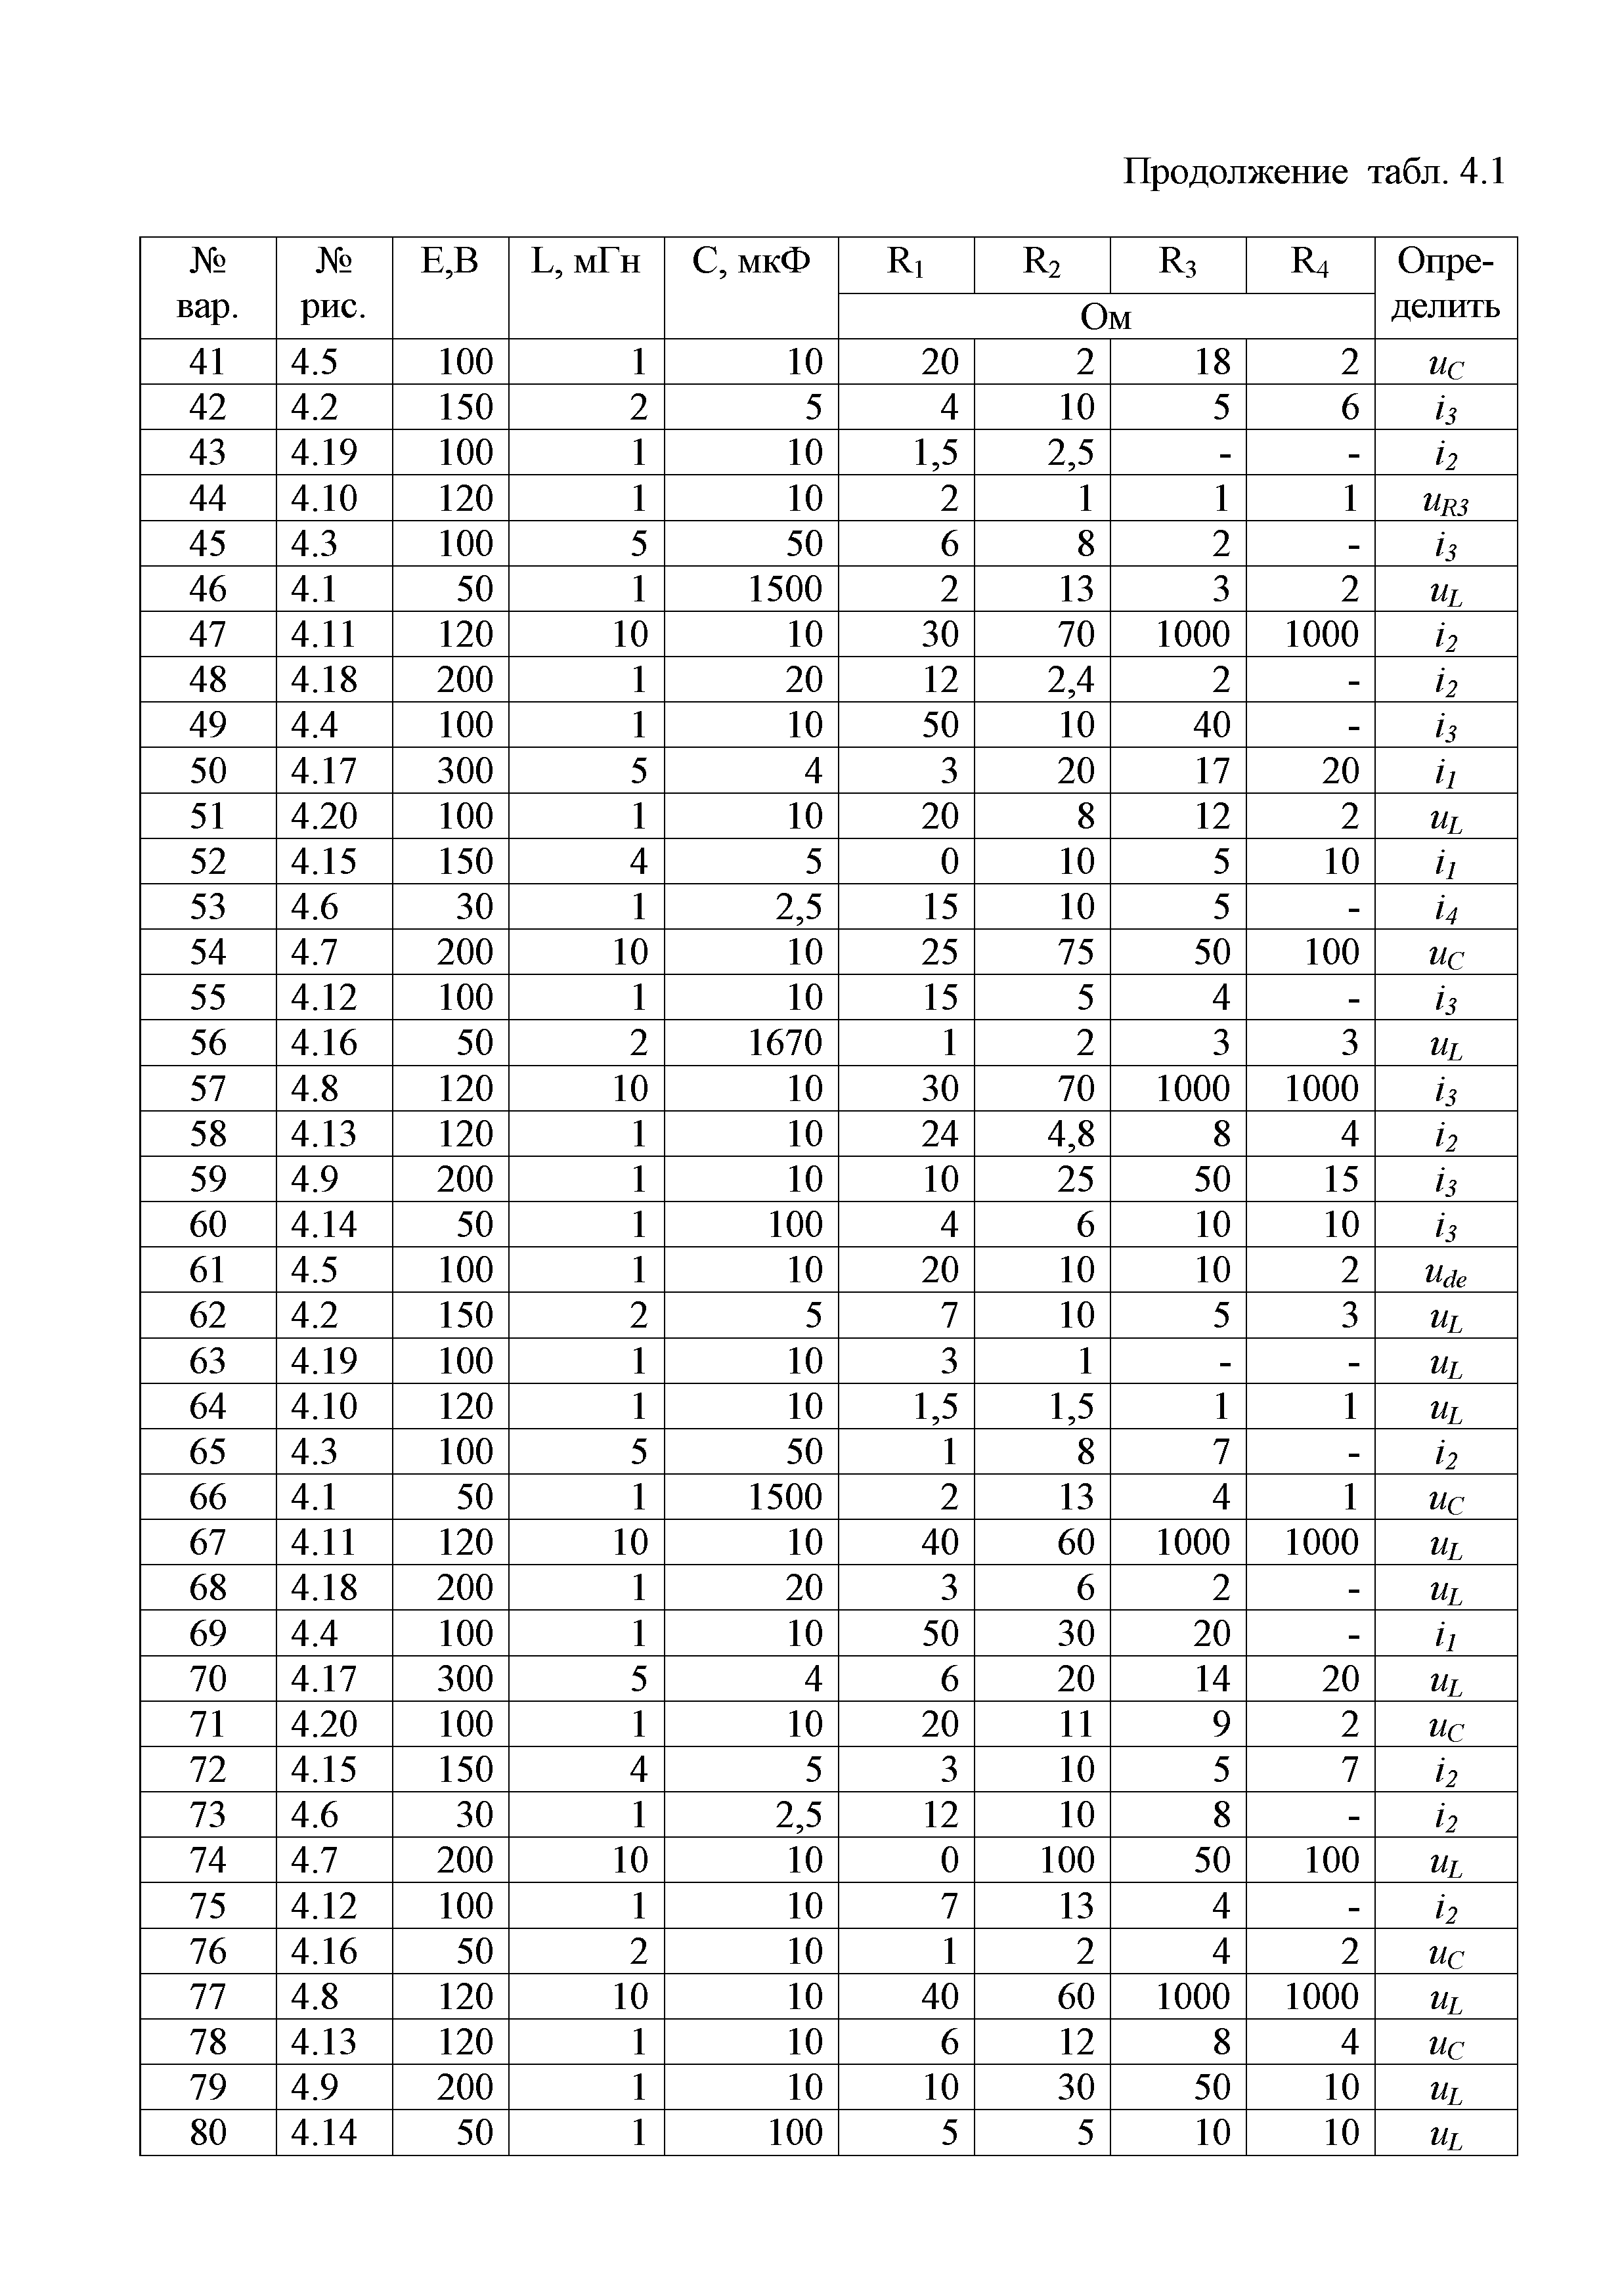 Продолжение табл. 4.1
№ № E,В L, мГн C, мкФ R1 R2 R3 R4 Опре-
вар. рис. Ом делить
41 4.5 100 1 10 20 2 18 2 uC
42 4.2 150 2 5 4 10 5 6 i3
43 4.19 100 1 10 1,5 2,5 - - i2
44 4.10 120 1 10 2 1 1 1 uR3
45 4.3 100 5 50 6 8 2 - i3
46 4.1 50 1 1500 2 13 3 2 uL
47 4.11 120 10 10 30 70 1000 1000 i2
48 4.18 200 1 20 12 2,4 2 - i2
49 4.4 100 1 10 50 10 40 - i3
50 4.17 300 5 4 3 20 17 20 i1
51 4.20 100 1 10 20 8 12 2 uL
52 4.15 150 4 5 0 10 5 10 i1
53 4.6 30 1 2,5 15 10 5 - i4
54 4.7 200 10 10 25 75 50 100 uC
55 4.12 100 1 10 15 5 4 - i3
56 4.16 50 2 1670 1 2 3 3 uL
57 4.8 120 10 10 30 70 1000 1000 i3
58 4.13 120 1 10 24 4,8 8 4 i2
59 4.9 200 1 10 10 25 50 15 i3
60 4.14 50 1 100 4 6 10 10 i3
61 4.5 100 1 10 20 10 10 2 ude
62 4.2 150 2 5 7 10 5 3 uL
63 4.19 100 1 10 3 1 - - uL
64 4.10 120 1 10 1,5 1,5 1 1 uL
65 4.3 100 5 50 1 8 7 - i2
66 4.1 50 1 1500 2 13 4 1 uC
67 4.11 120 10 10 40 60 1000 1000 uL
68 4.18 200 1 20 3 6 2 - uL
69 4.4 100 1 10 50 30 20 - i1
70 4.17 300 5 4 6 20 14 20 uL
71 4.20 100 1 10 20 11 9 2 uC
72 4.15 150 4 5 3 10 5 7 i2
73 4.6 30 1 2,5 12 10 8 - i2
74 4.7 200 10 10 0 100 50 100 uL
75 4.12 100 1 10 7 13 4 - i2
76 4.16 50 2 10 1 2 4 2 uC
77 4.8 120 10 10 40 60 1000 1000 uL
78 4.13 120 1 10 6 12 8 4 uC
79 4.9 200 1 10 10 30 50 10 uL
80 4.14 50 1 100 5 5 10 10 uL